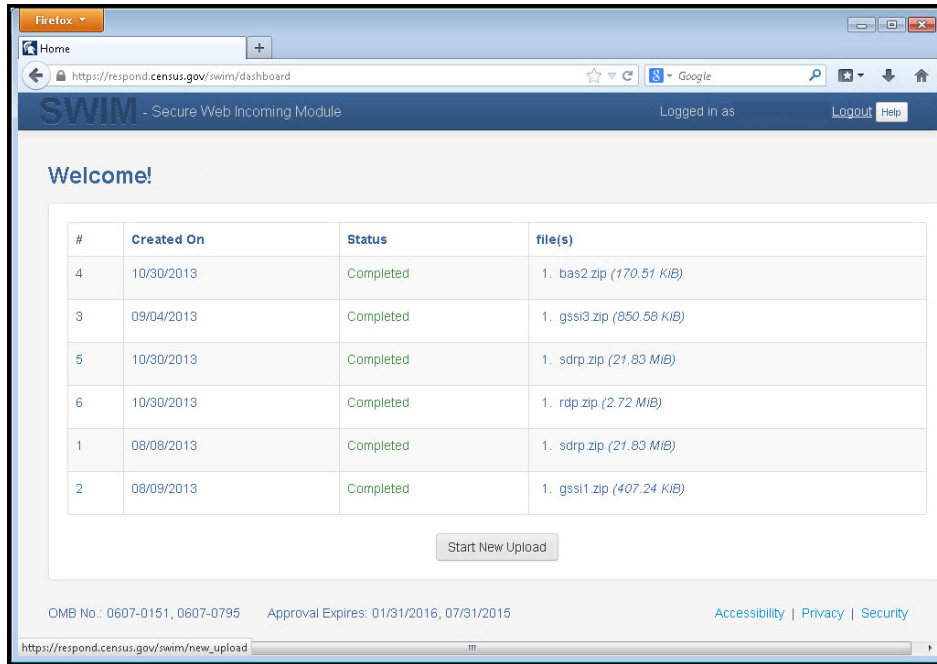 Firefox
Home
https://respond.census.gov/swim/dashboard
Google
SWIM - Secure Web Incoming Module
Logged in as
Logout
Help
Welcome!
# Created On Status file(s)
4 10/30/2013 Completed 1. bas2.zip (170.51 KiB)
3 09/04/2013 Completed 1. gssi3.zip (850.58 KiB)
5 10/30/2013 Completed 1. sdrp.zip (21.83 MiB)
6 10/30/2013 Completed 1. rdp.zip (2.72 MiB)
1 08/08/2013 Completed 1. sdrp.zip (21.83 MiB)
2 08/09/2013 Completed 1. gssi1.zip (407.24 KiB)
Start New Upload
OMB No.: 0607-0151, 0607-0795 Approval Expires: 01/31/2016, 07/31/2015 Accessibility | Privacy | Security
https://respond.census.gov/swim/new_upload